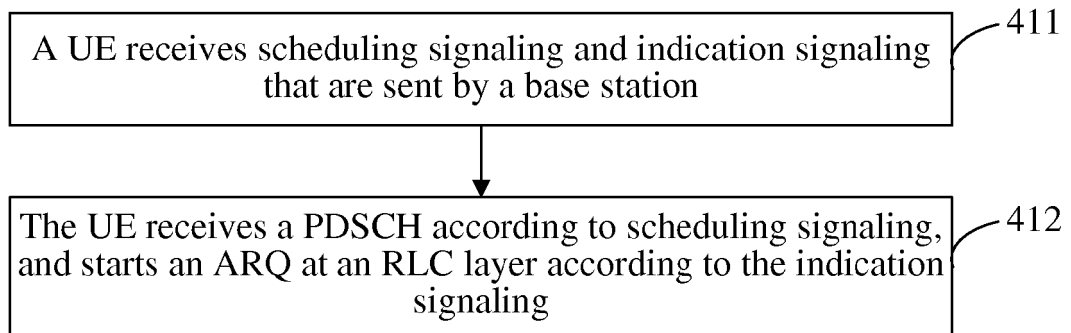 A UE receives scheduling signaling and indication signaling
that are sent by a base station
411
The UE receives a PDSCH according to scheduling signaling,
and starts an ARQ at an RLC layer according to the indication
signaling
412